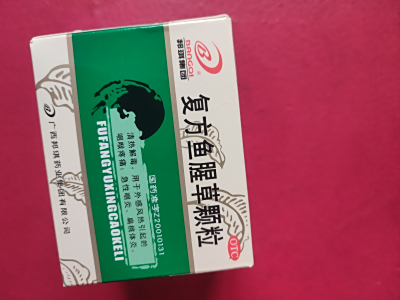 BANGQI
®
邦琪集团
复方鱼腥草颗粒
OTC
国药准字Z20010131
清热解毒。用于外感风热引起的
咽喉疼痛；急性咽炎、扁桃体炎。
FUFANGYUXINGCAOKELI
广西邦琪药业集团有限公司